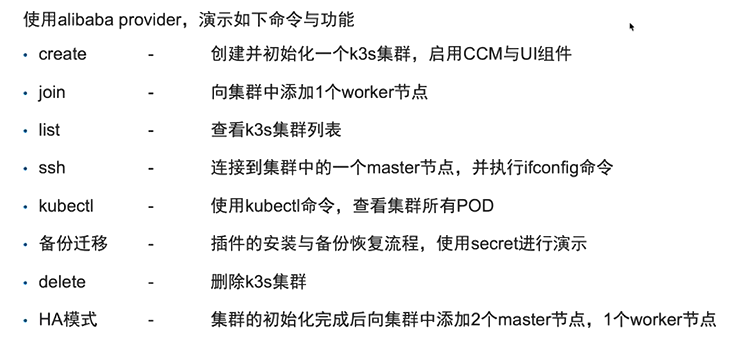 使用alibaba provider，演示如下命令与功能
• create - 创建并初始化一个k3s集群，启用CCM与UI组件
• join - 向集群中添加1个worker节点
• list - 查看k3s集群列表
• ssh - 连接到集群中的一个master节点，并执行ifconfig命令
• kubectl - 使用kubectl命令，查看集群所有POD
• 备份迁移 - 插件的安装与备份恢复流程，使用secret进行演示
• delete - 删除k3s集群
• HA模式 - 集群的初始化完成后向集群中添加2个master节点，1个worker节点